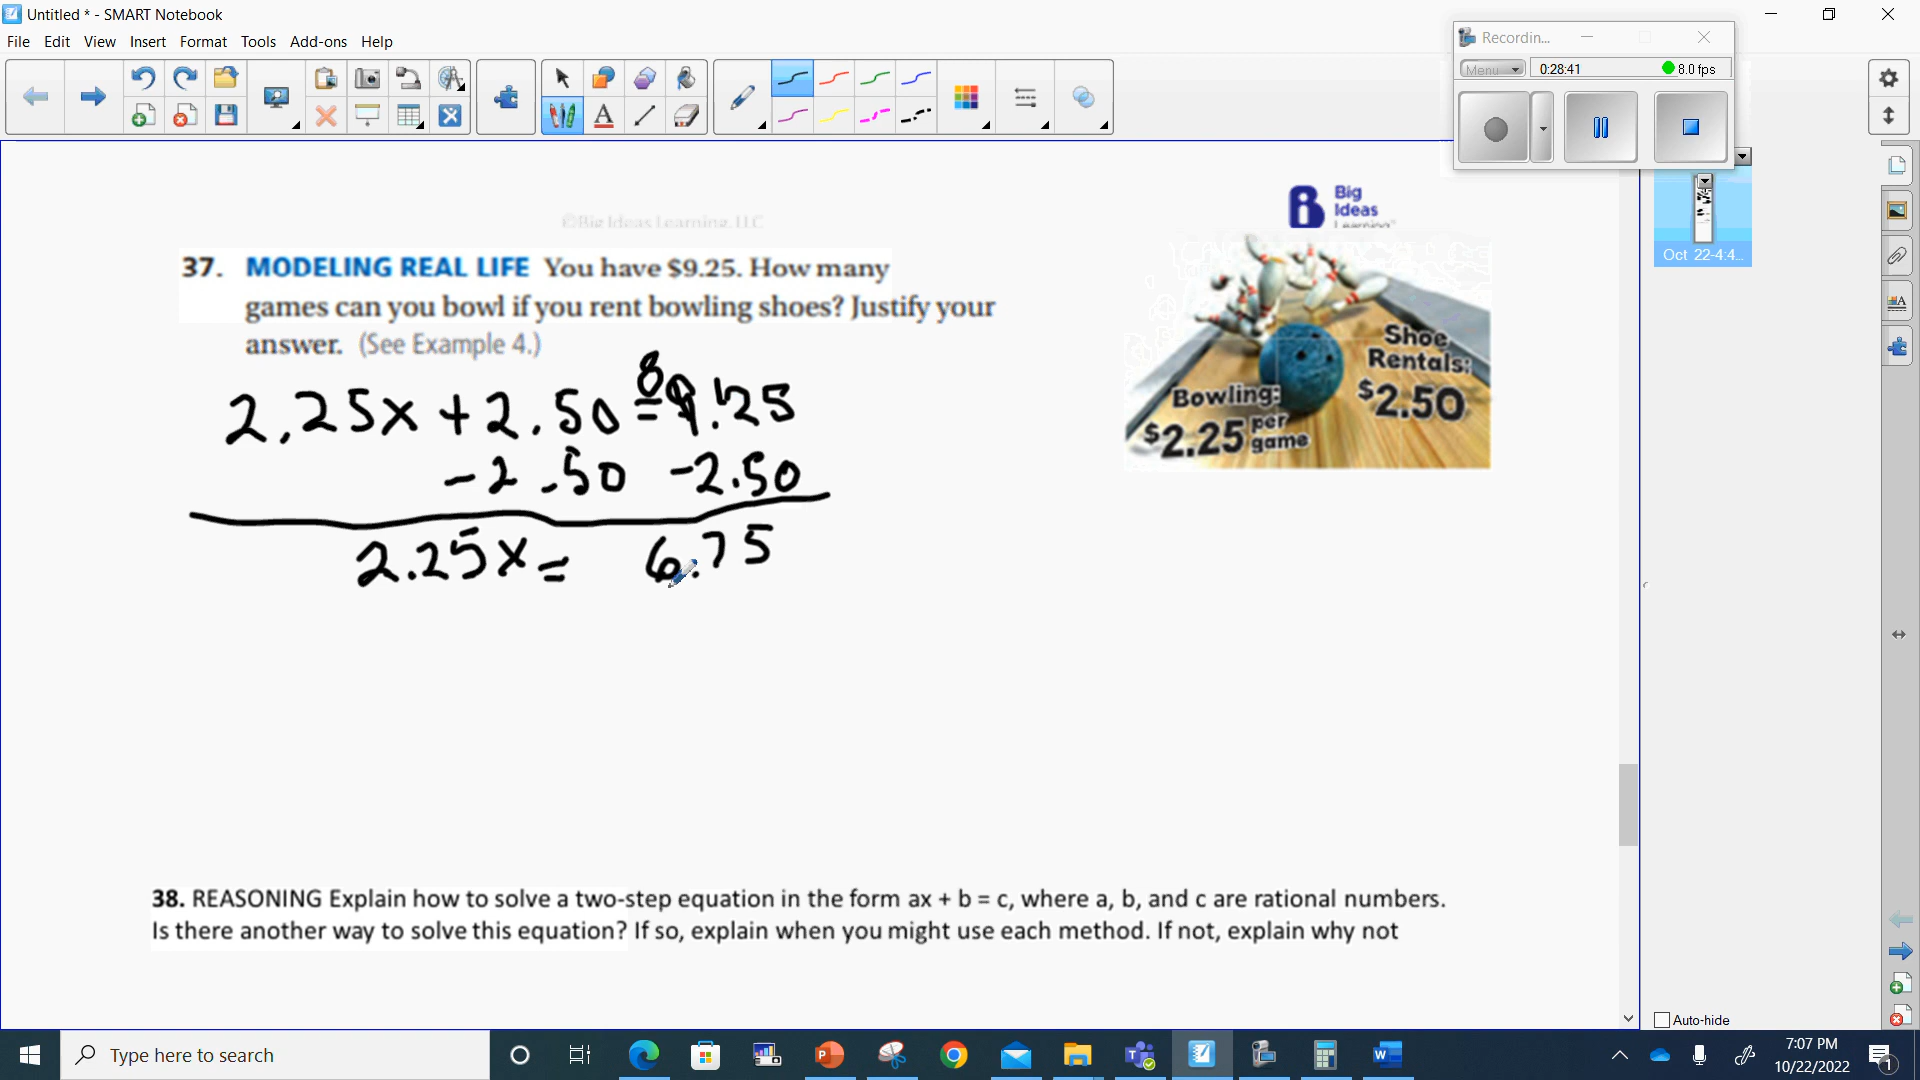 Untitled * - SMART Notebook
File Edit View Insert Format Tools Add-ons Help
Recordin...
Menu 0:28:41 8.0 fps
©Big Ideas Learning, LLC
Big
Ideas
Learning
Oct 22-4:4...
37. MODELING REAL LIFE You have $9.25. How many
games can you bowl if you rent bowling shoes? Justify your
answer. (See Example 4.)
Shoe
Rentals:
$2.50
Bowling:
$2.25 per
game
8
2.25x + 2.50 = 9.25
-2.50 -2.50
2.25x = 6.75
38. REASONING Explain how to solve a two-step equation in the form ax + b = c, where a, b, and c are rational numbers.
Is there another way to solve this equation? If so, explain when you might use each method. If not, explain why not
Auto-hide
Type here to search
7:07 PM
10/22/2022
1